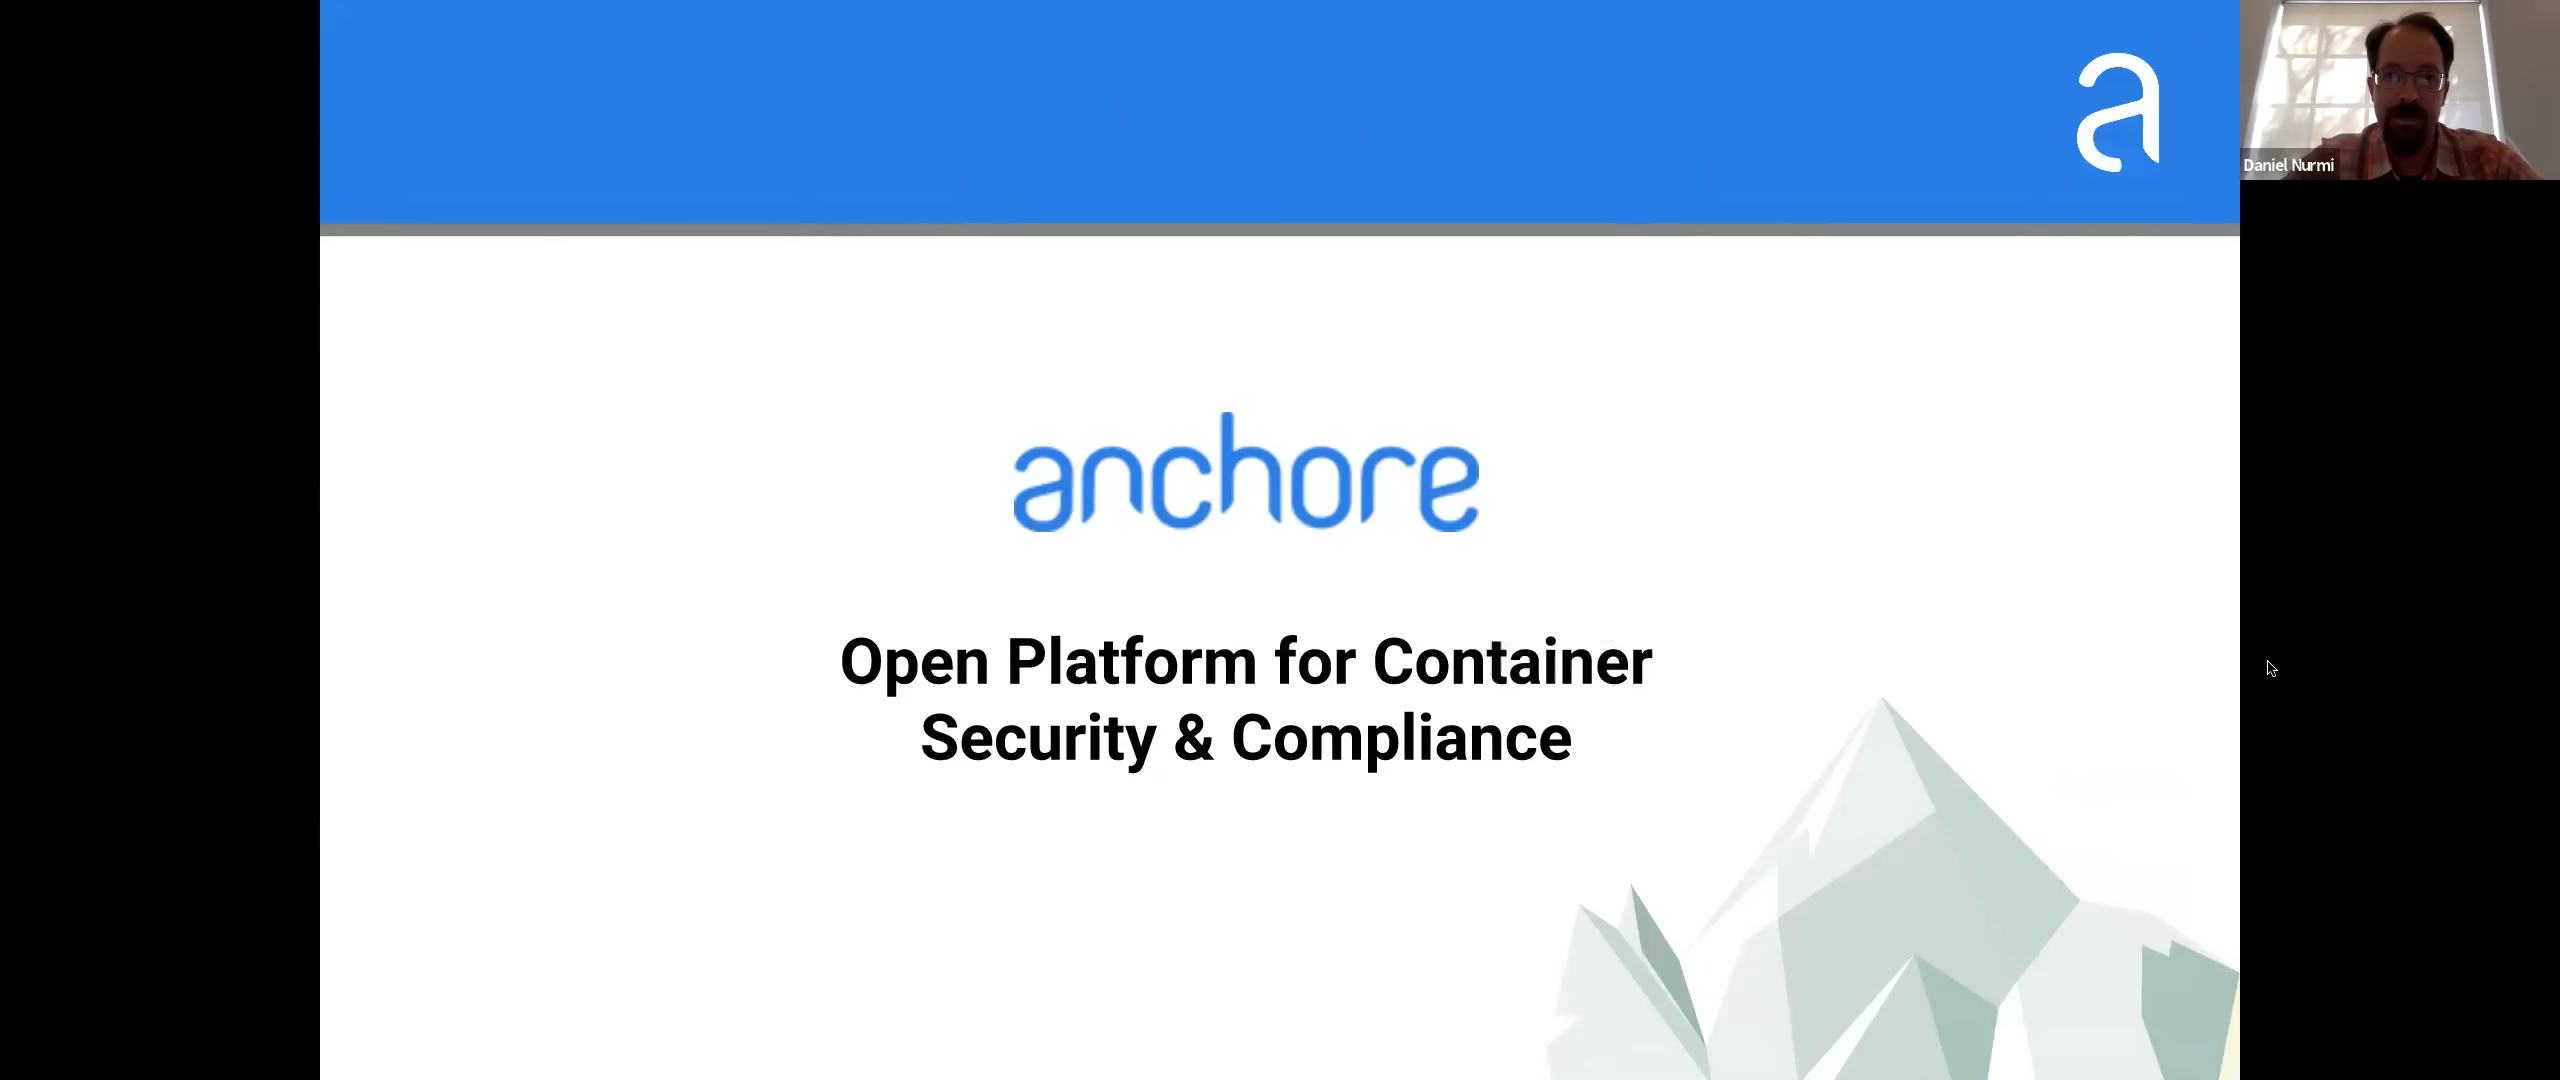 a
Daniel Nurmi
anchore
Open Platform for Container
Security & Compliance